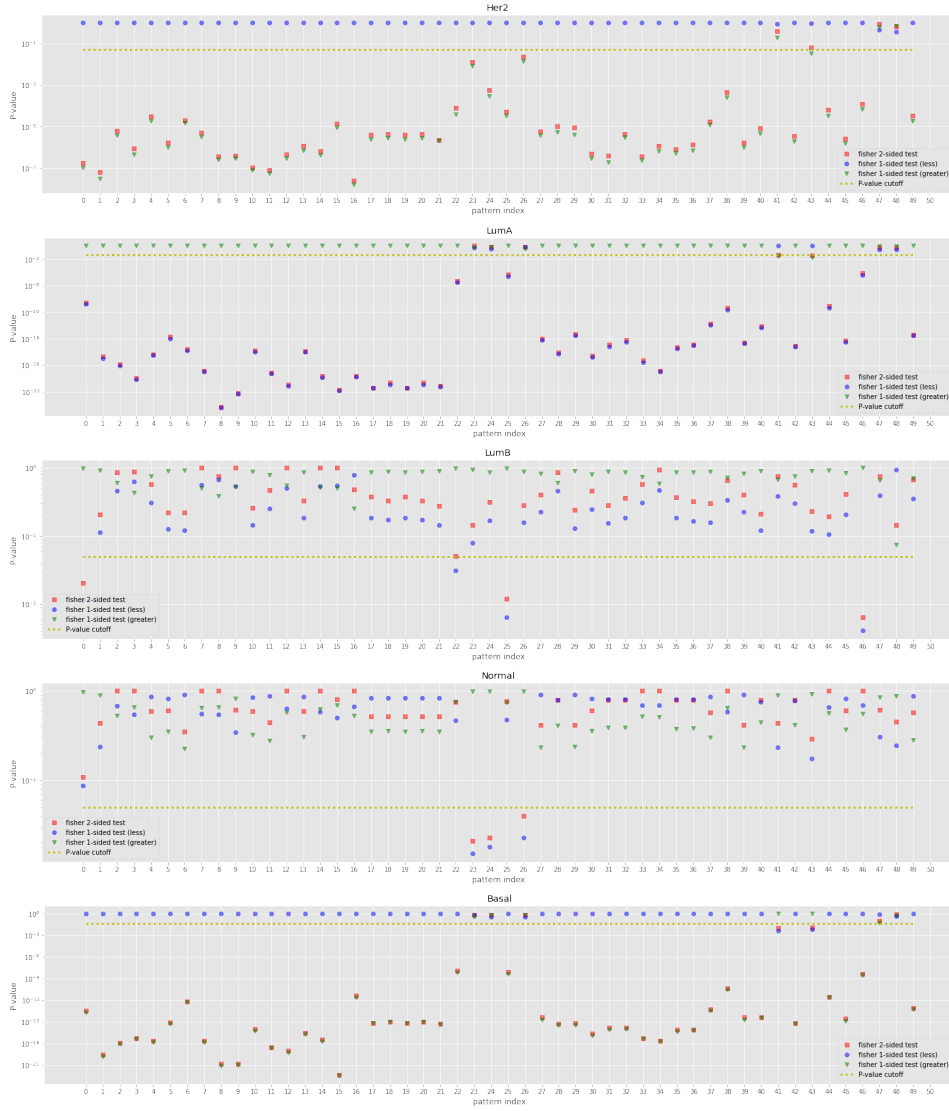 Her2
P-value
10⁻¹
10⁻³
10⁻⁵
10⁻⁷
fisher 2-sided test
fisher 1-sided test (less)
fisher 1-sided test (greater)
P-value cutoff
0 1 2 3 4 5 6 7 8 9 10 11 12 13 14 15 16 17 18 19 20 21 22 23 24 25 26 27 28 29 30 31 32 33 34 35 36 37 38 39 40 41 42 43 44 45 46 47 48 49 50
pattern index
LumA
P-value
10⁻²
10⁻⁶
10⁻¹⁰
10⁻¹⁴
10⁻¹⁸
10⁻²²
fisher 2-sided test
fisher 1-sided test (less)
fisher 1-sided test (greater)
P-value cutoff
0 1 2 3 4 5 6 7 8 9 10 11 12 13 14 15 16 17 18 19 20 21 22 23 24 25 26 27 28 29 30 31 32 33 34 35 36 37 38 39 40 41 42 43 44 45 46 47 48 49 50
pattern index
LumB
P-value
10⁰
10⁻¹
10⁻²
fisher 2-sided test
fisher 1-sided test (less)
fisher 1-sided test (greater)
P-value cutoff
0 1 2 3 4 5 6 7 8 9 10 11 12 13 14 15 16 17 18 19 20 21 22 23 24 25 26 27 28 29 30 31 32 33 34 35 36 37 38 39 40 41 42 43 44 45 46 47 48 49 50
pattern index
Normal
P-value
10⁰
10⁻¹
fisher 2-sided test
fisher 1-sided test (less)
fisher 1-sided test (greater)
P-value cutoff
0 1 2 3 4 5 6 7 8 9 10 11 12 13 14 15 16 17 18 19 20 21 22 23 24 25 26 27 28 29 30 31 32 33 34 35 36 37 38 39 40 41 42 43 44 45 46 47 48 49 50
pattern index
Basal
P-value
10⁰
10⁻³
10⁻⁶
10⁻⁹
10⁻¹²
10⁻¹⁵
10⁻¹⁸
10⁻²¹
fisher 2-sided test
fisher 1-sided test (less)
fisher 1-sided test (greater)
P-value cutoff
0 1 2 3 4 5 6 7 8 9 10 11 12 13 14 15 16 17 18 19 20 21 22 23 24 25 26 27 28 29 30 31 32 33 34 35 36 37 38 39 40 41 42 43 44 45 46 47 48 49 50
pattern index